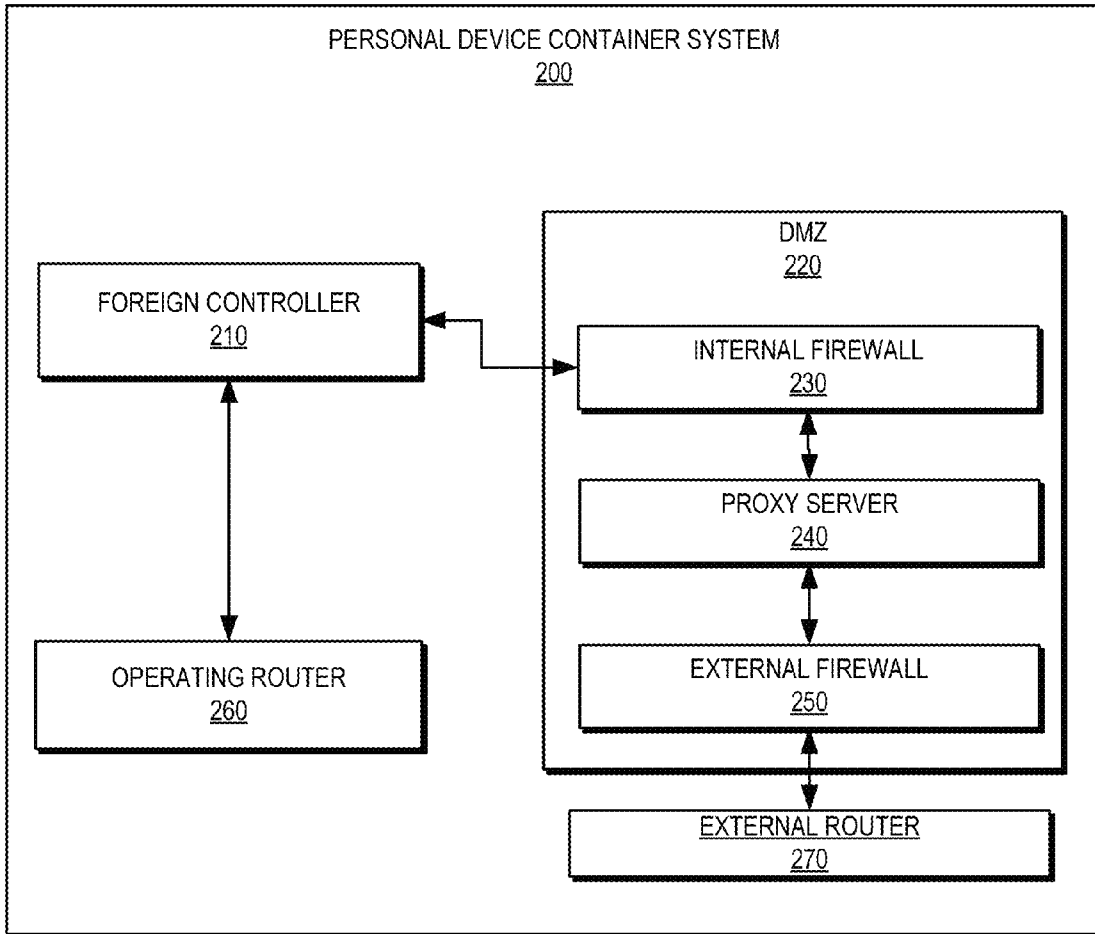 PERSONAL DEVICE CONTAINER SYSTEM
200
FOREIGN CONTROLLER
210
OPERATING ROUTER
260
DMZ
220
INTERNAL FIREWALL
230
PROXY SERVER
240
EXTERNAL FIREWALL
250
EXTERNAL ROUTER
270